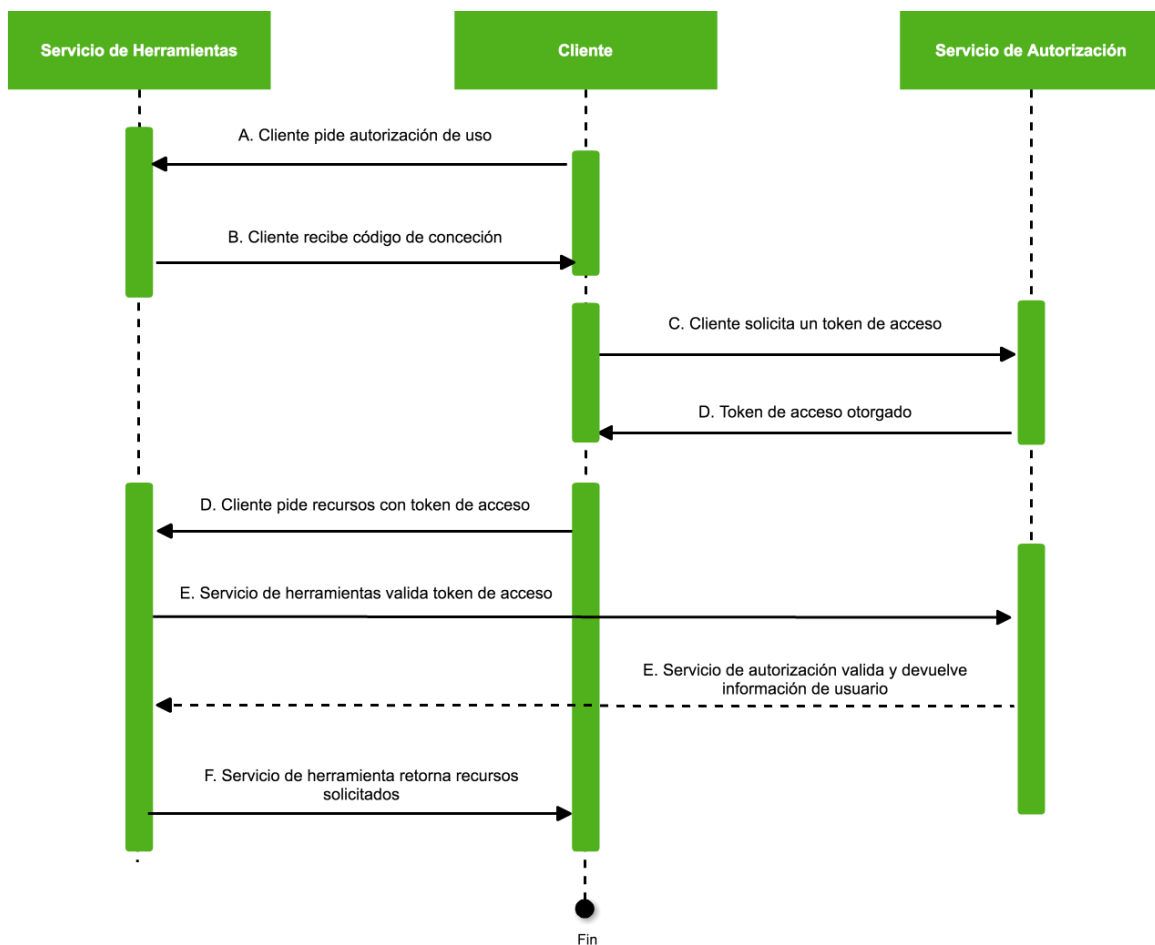 Servicio de Herramientas
Cliente
Servicio de Autorización
A. Cliente pide autorización de uso
B. Cliente recibe código de conceción
C. Cliente solicita un token de acceso
D. Token de acceso otorgado
D. Cliente pide recursos con token de acceso
E. Servicio de herramientas valida token de acceso
E. Servicio de autorización valida y devuelve
información de usuario
F. Servicio de herramienta retorna recursos
solicitados
Fin